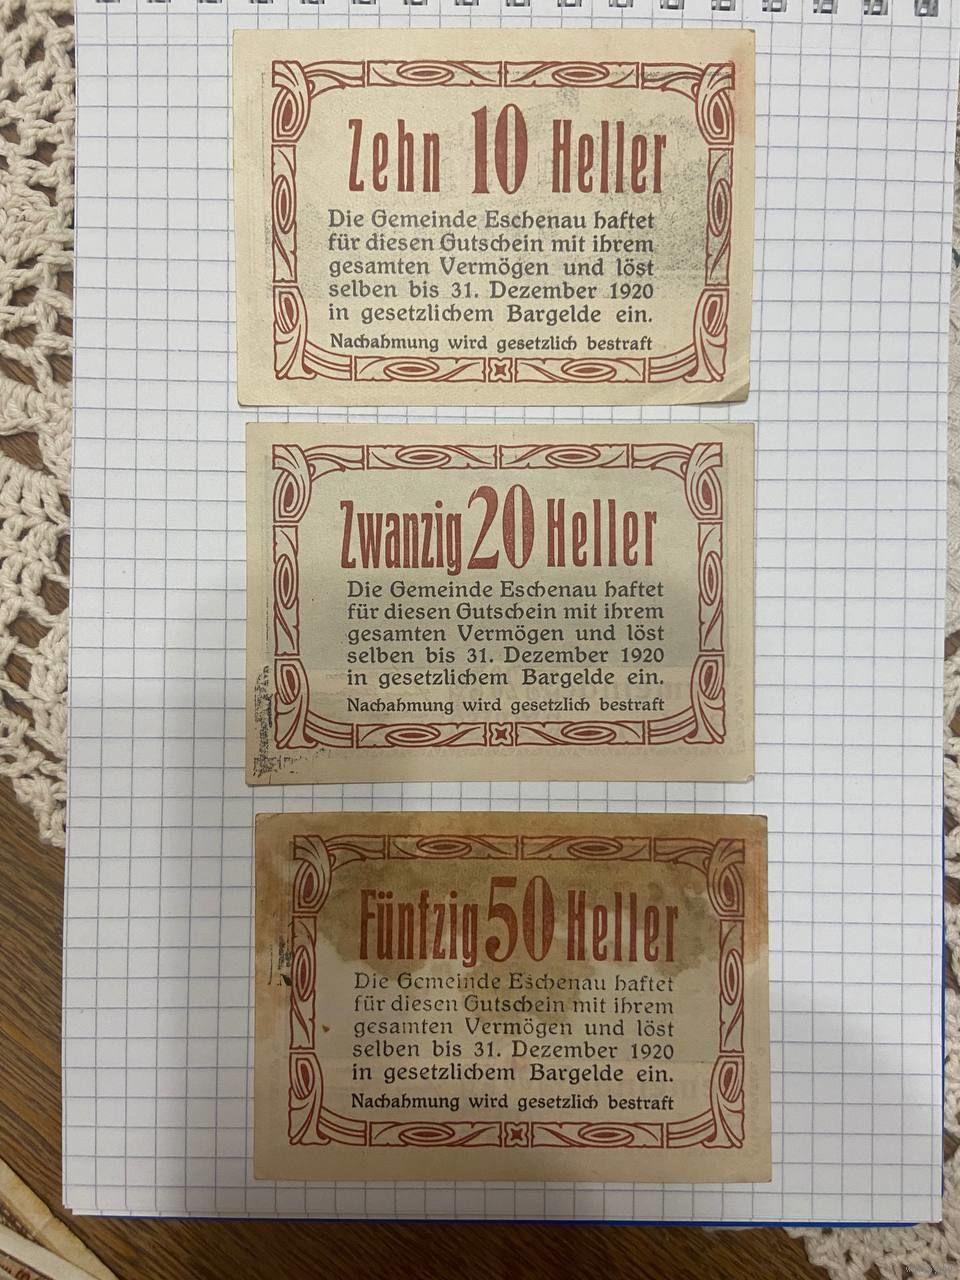 Zehn 10 Heller
Die Gemeinde Eschenau haftet
für diesen Gutschein mit ihrem
gesamten Vermögen und löst
selben bis 31. Dezember 1920
in gesetzlichem Bargelde ein.
Nachahmung wird gesetzlich bestraft
Zwanzig 20 Heller
Die Gemeinde Eschenau haftet
für diesen Gutschein mit ihrem
gesamten Vermögen und löst
selben bis 31. Dezember 1920
in gesetzlichem Bargelde ein.
Nachahmung wird gesetzlich bestraft
Fünfzig 50 Heller
Die Gemeinde Eschenau haftet
für diesen Gutschein mit ihrem
gesamten Vermögen und löst
selben bis 31. Dezember 1920
in gesetzlichem Bargelde ein.
Nachahmung wird gesetzlich bestraft